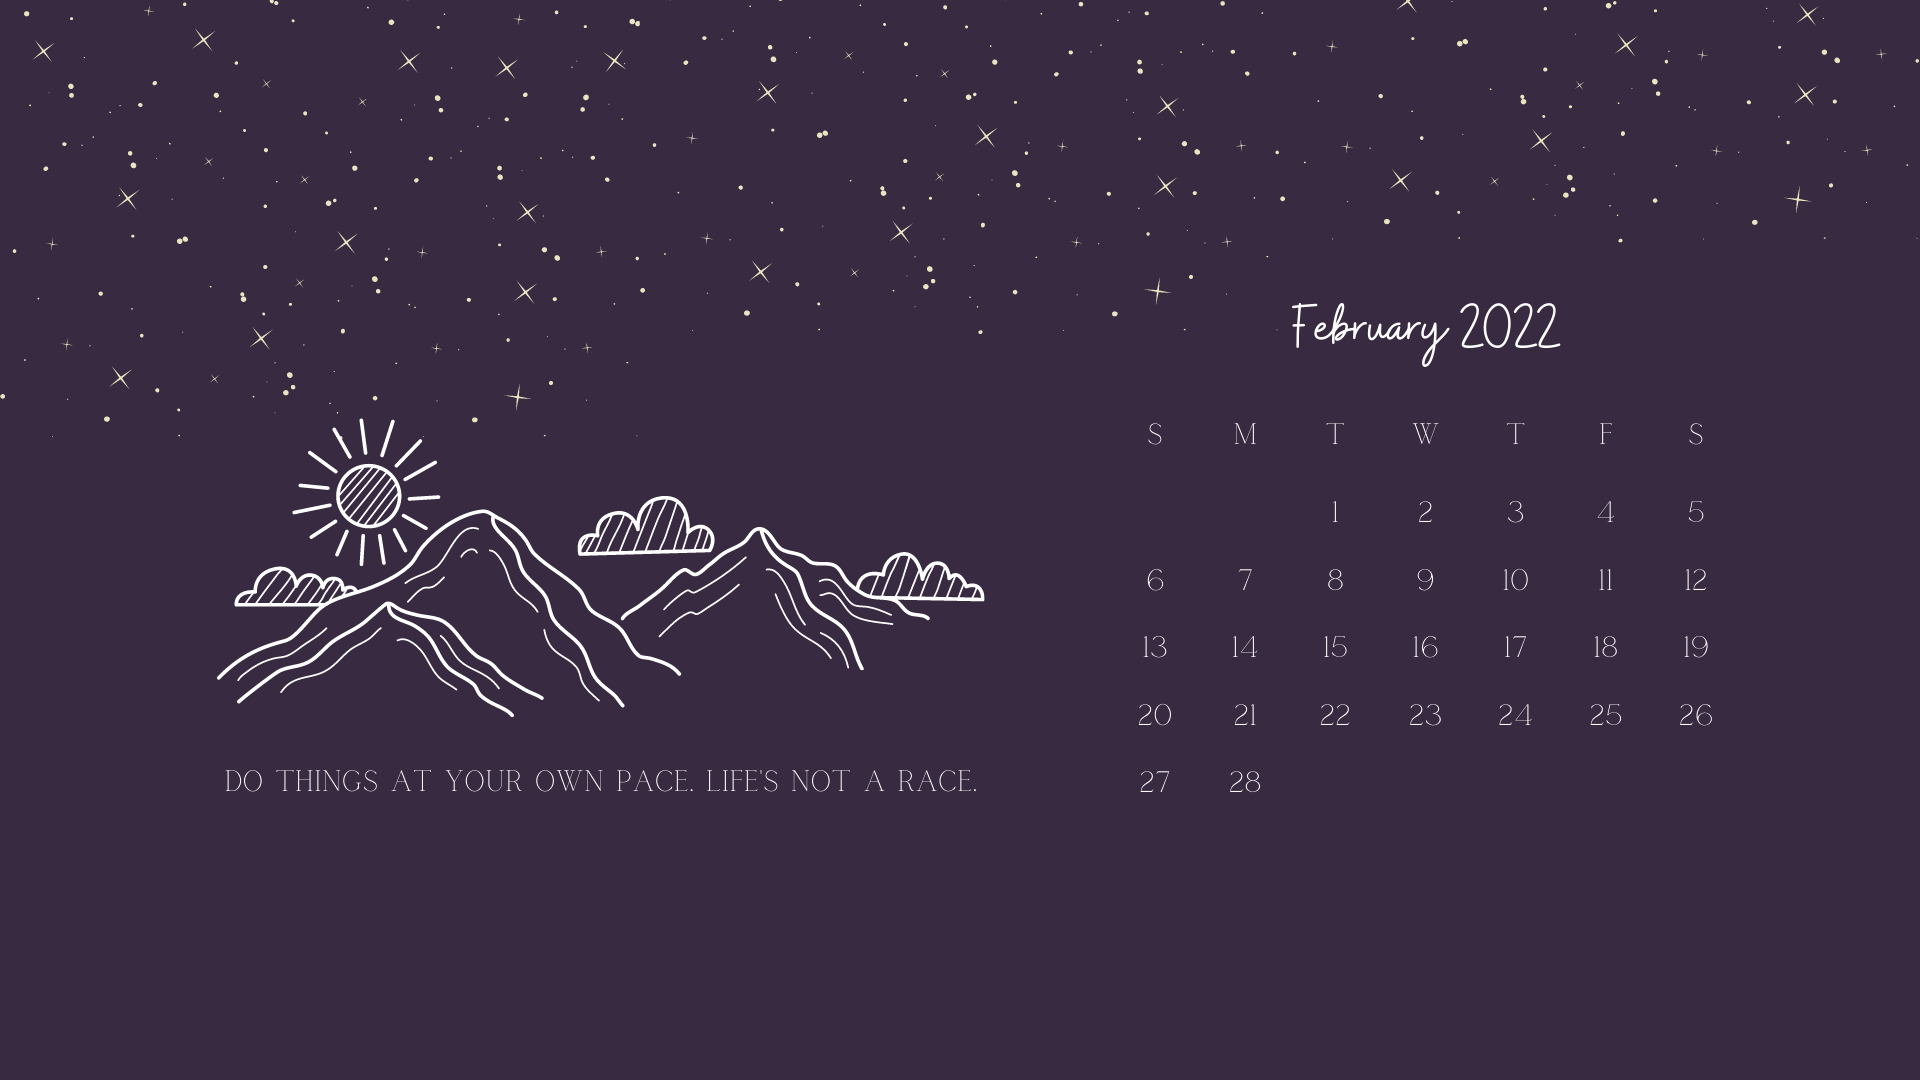 February 2022
S M T W T F S
1 2 3 4 5
6 7 8 9 10 11 12
13 14 15 16 17 18 19
20 21 22 23 24 25 26
27 28
DO THINGS AT YOUR OWN PACE. LIFE'S NOT A RACE.